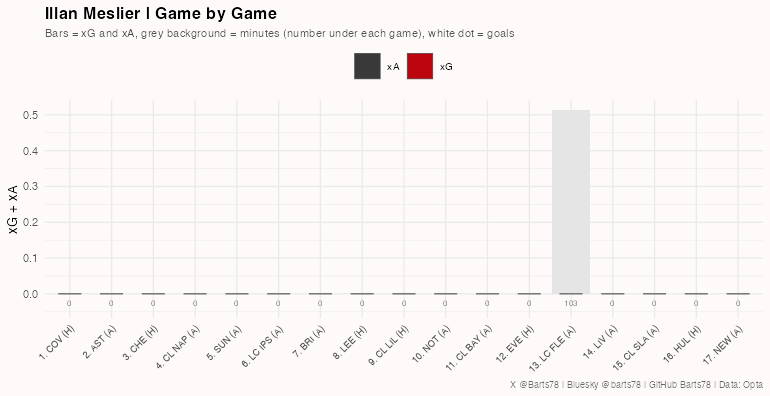 Illan Meslier | Game by Game
Bars = xG and xA, grey background = minutes (number under each game), white dot = goals
xA xG
xG + xA
0.5
0.4
0.3
0.2
0.1
0.0
0 0 0 0 0 0 0 0 0 0 0 0 103 0 0 0 0
1. COV (H)
2. AST (A)
3. CHE (H)
4. CL NAP (A)
5. SUN (A)
6. LC IPS (A)
7. BRI (A)
8. LEE (H)
9. CL LIL (H)
10. NOT (A)
11. CL BAY (A)
12. EVE (H)
13. LC FLE (A)
14. LIV (A)
15. CL SLA (A)
16. HUL (H)
17. NEW (A)
X @Barts78 | Bluesky @barts78 | GitHub Barts78 | Data: Opta